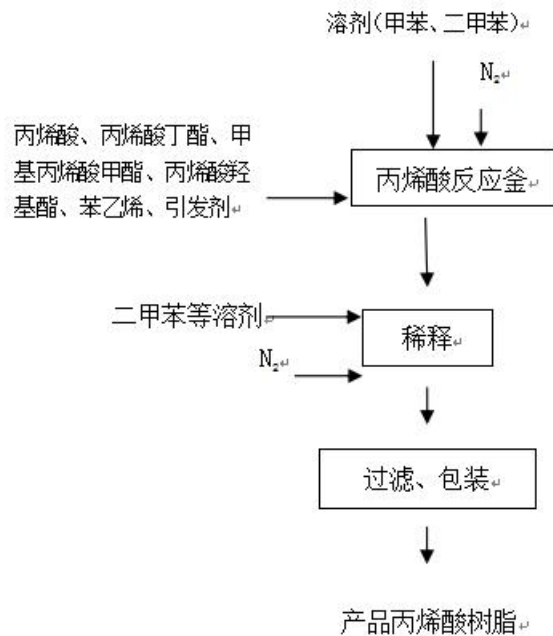 溶剂(甲苯、二甲苯)
N₂
丙烯酸、丙烯酸丁酯、甲
基丙烯酸甲酯、丙烯酸羟
基酯、苯乙烯、引发剂
丙烯酸反应釜
二甲苯等溶剂
稀释
N₂
过滤、包装
产品丙烯酸树脂